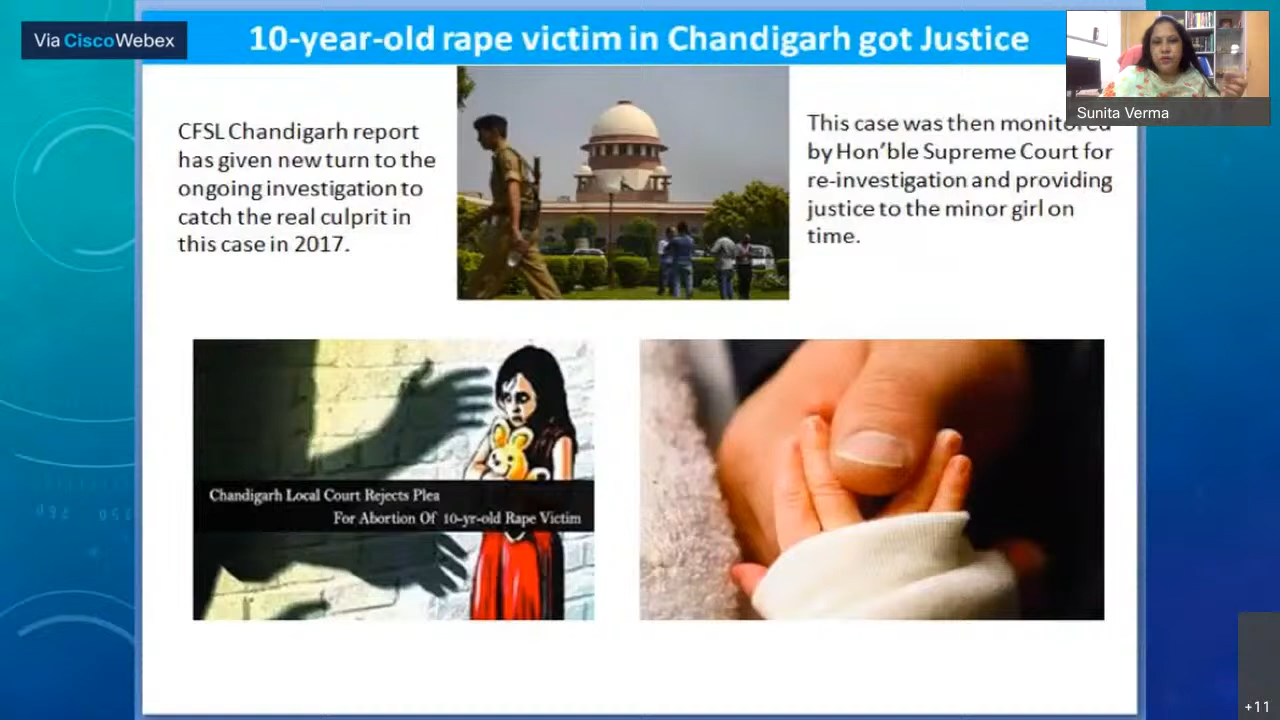 Via CiscoWebex
10-year-old rape victim in Chandigarh got Justice
Sunita Verma
CFSL Chandigarh report
has given new turn to the
ongoing investigation to
catch the real culprit in
this case in 2017.
This case was then monitored
by Hon’ble Supreme Court for
re-investigation and providing
justice to the minor girl on
time.
Chandigarh Local Court Rejects Plea
For Abortion Of 10-yr-old Rape Victim
+11